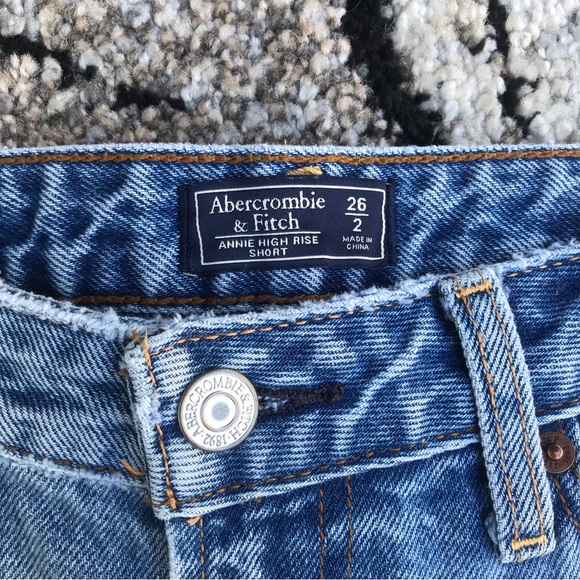 Abercrombie
& Fitch
ANNIE HIGH RISE
SHORT
26
2
MADE IN
CHINA
ABERCROMBIE & FITCH · 1892 ·